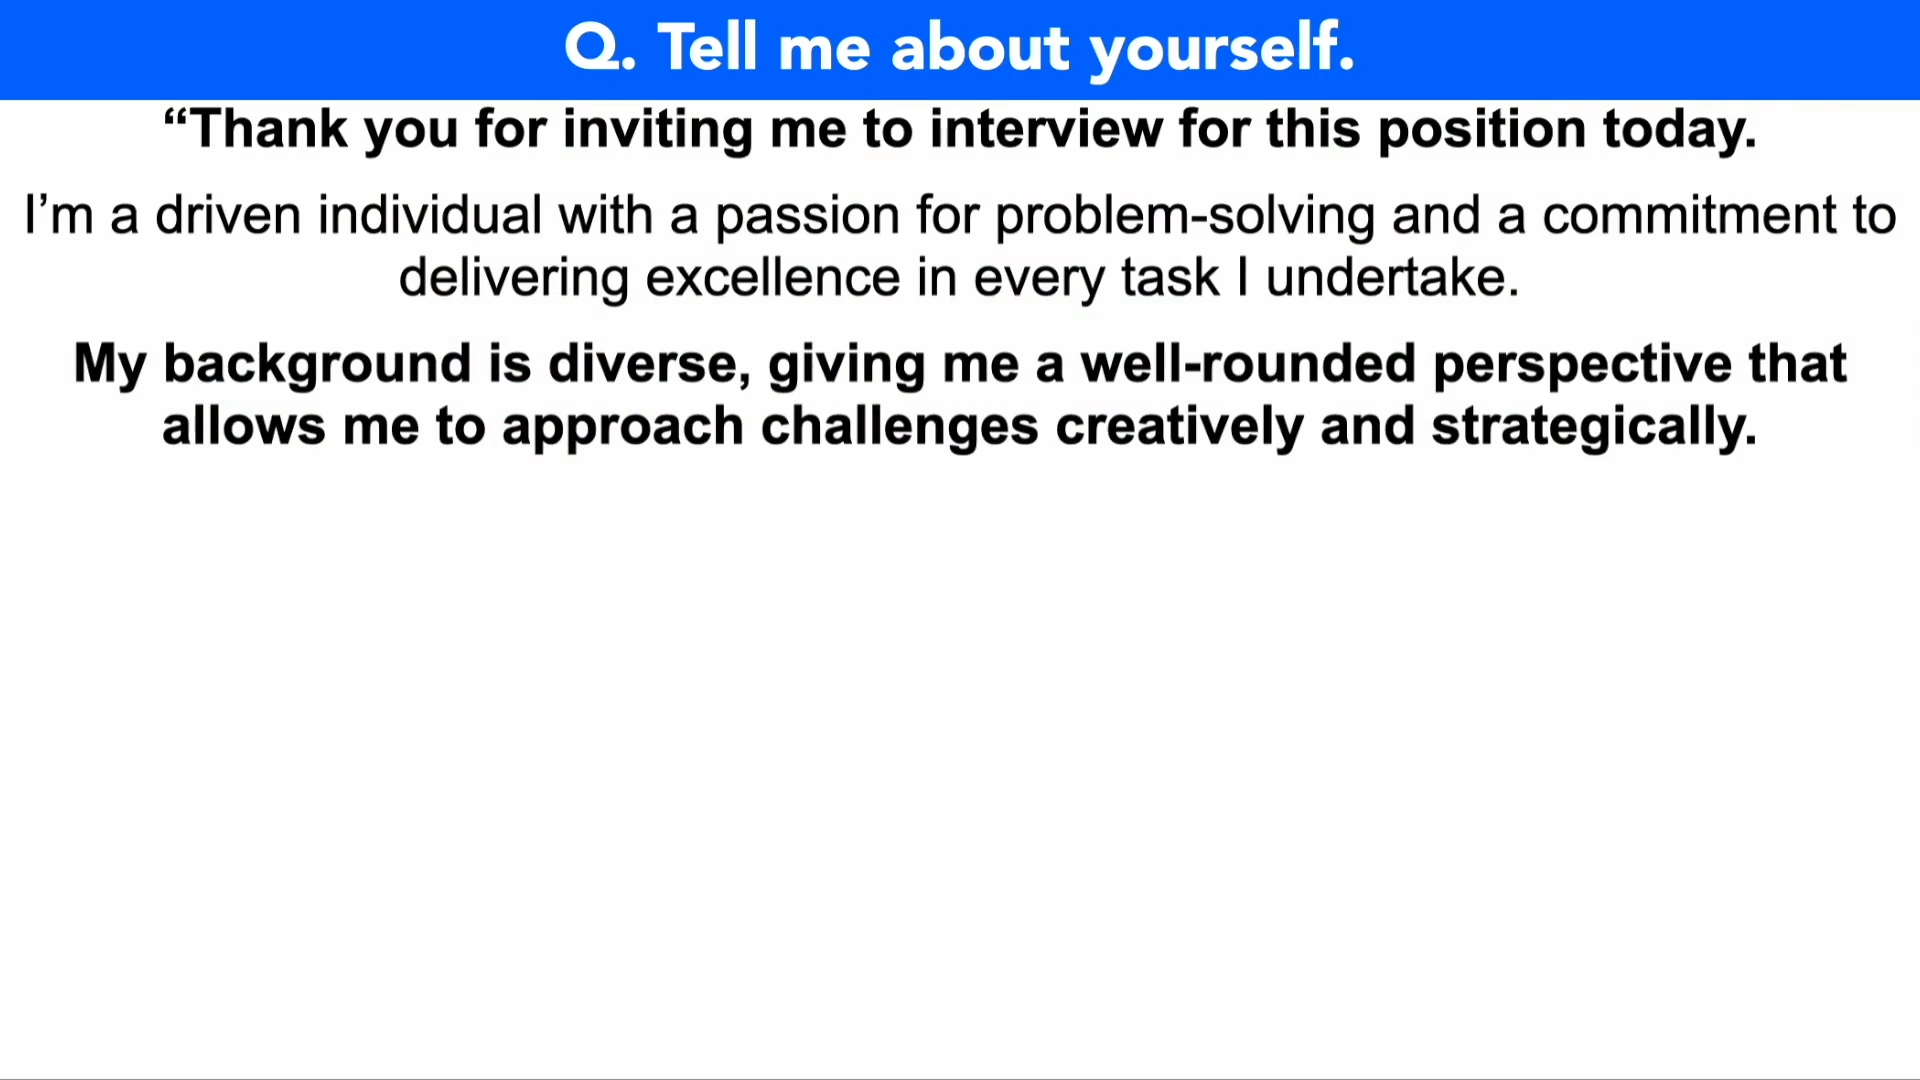 Q. Tell me about yourself.
“Thank you for inviting me to interview for this position today.
I’m a driven individual with a passion for problem-solving and a commitment to
delivering excellence in every task I undertake.
My background is diverse, giving me a well-rounded perspective that
allows me to approach challenges creatively and strategically.